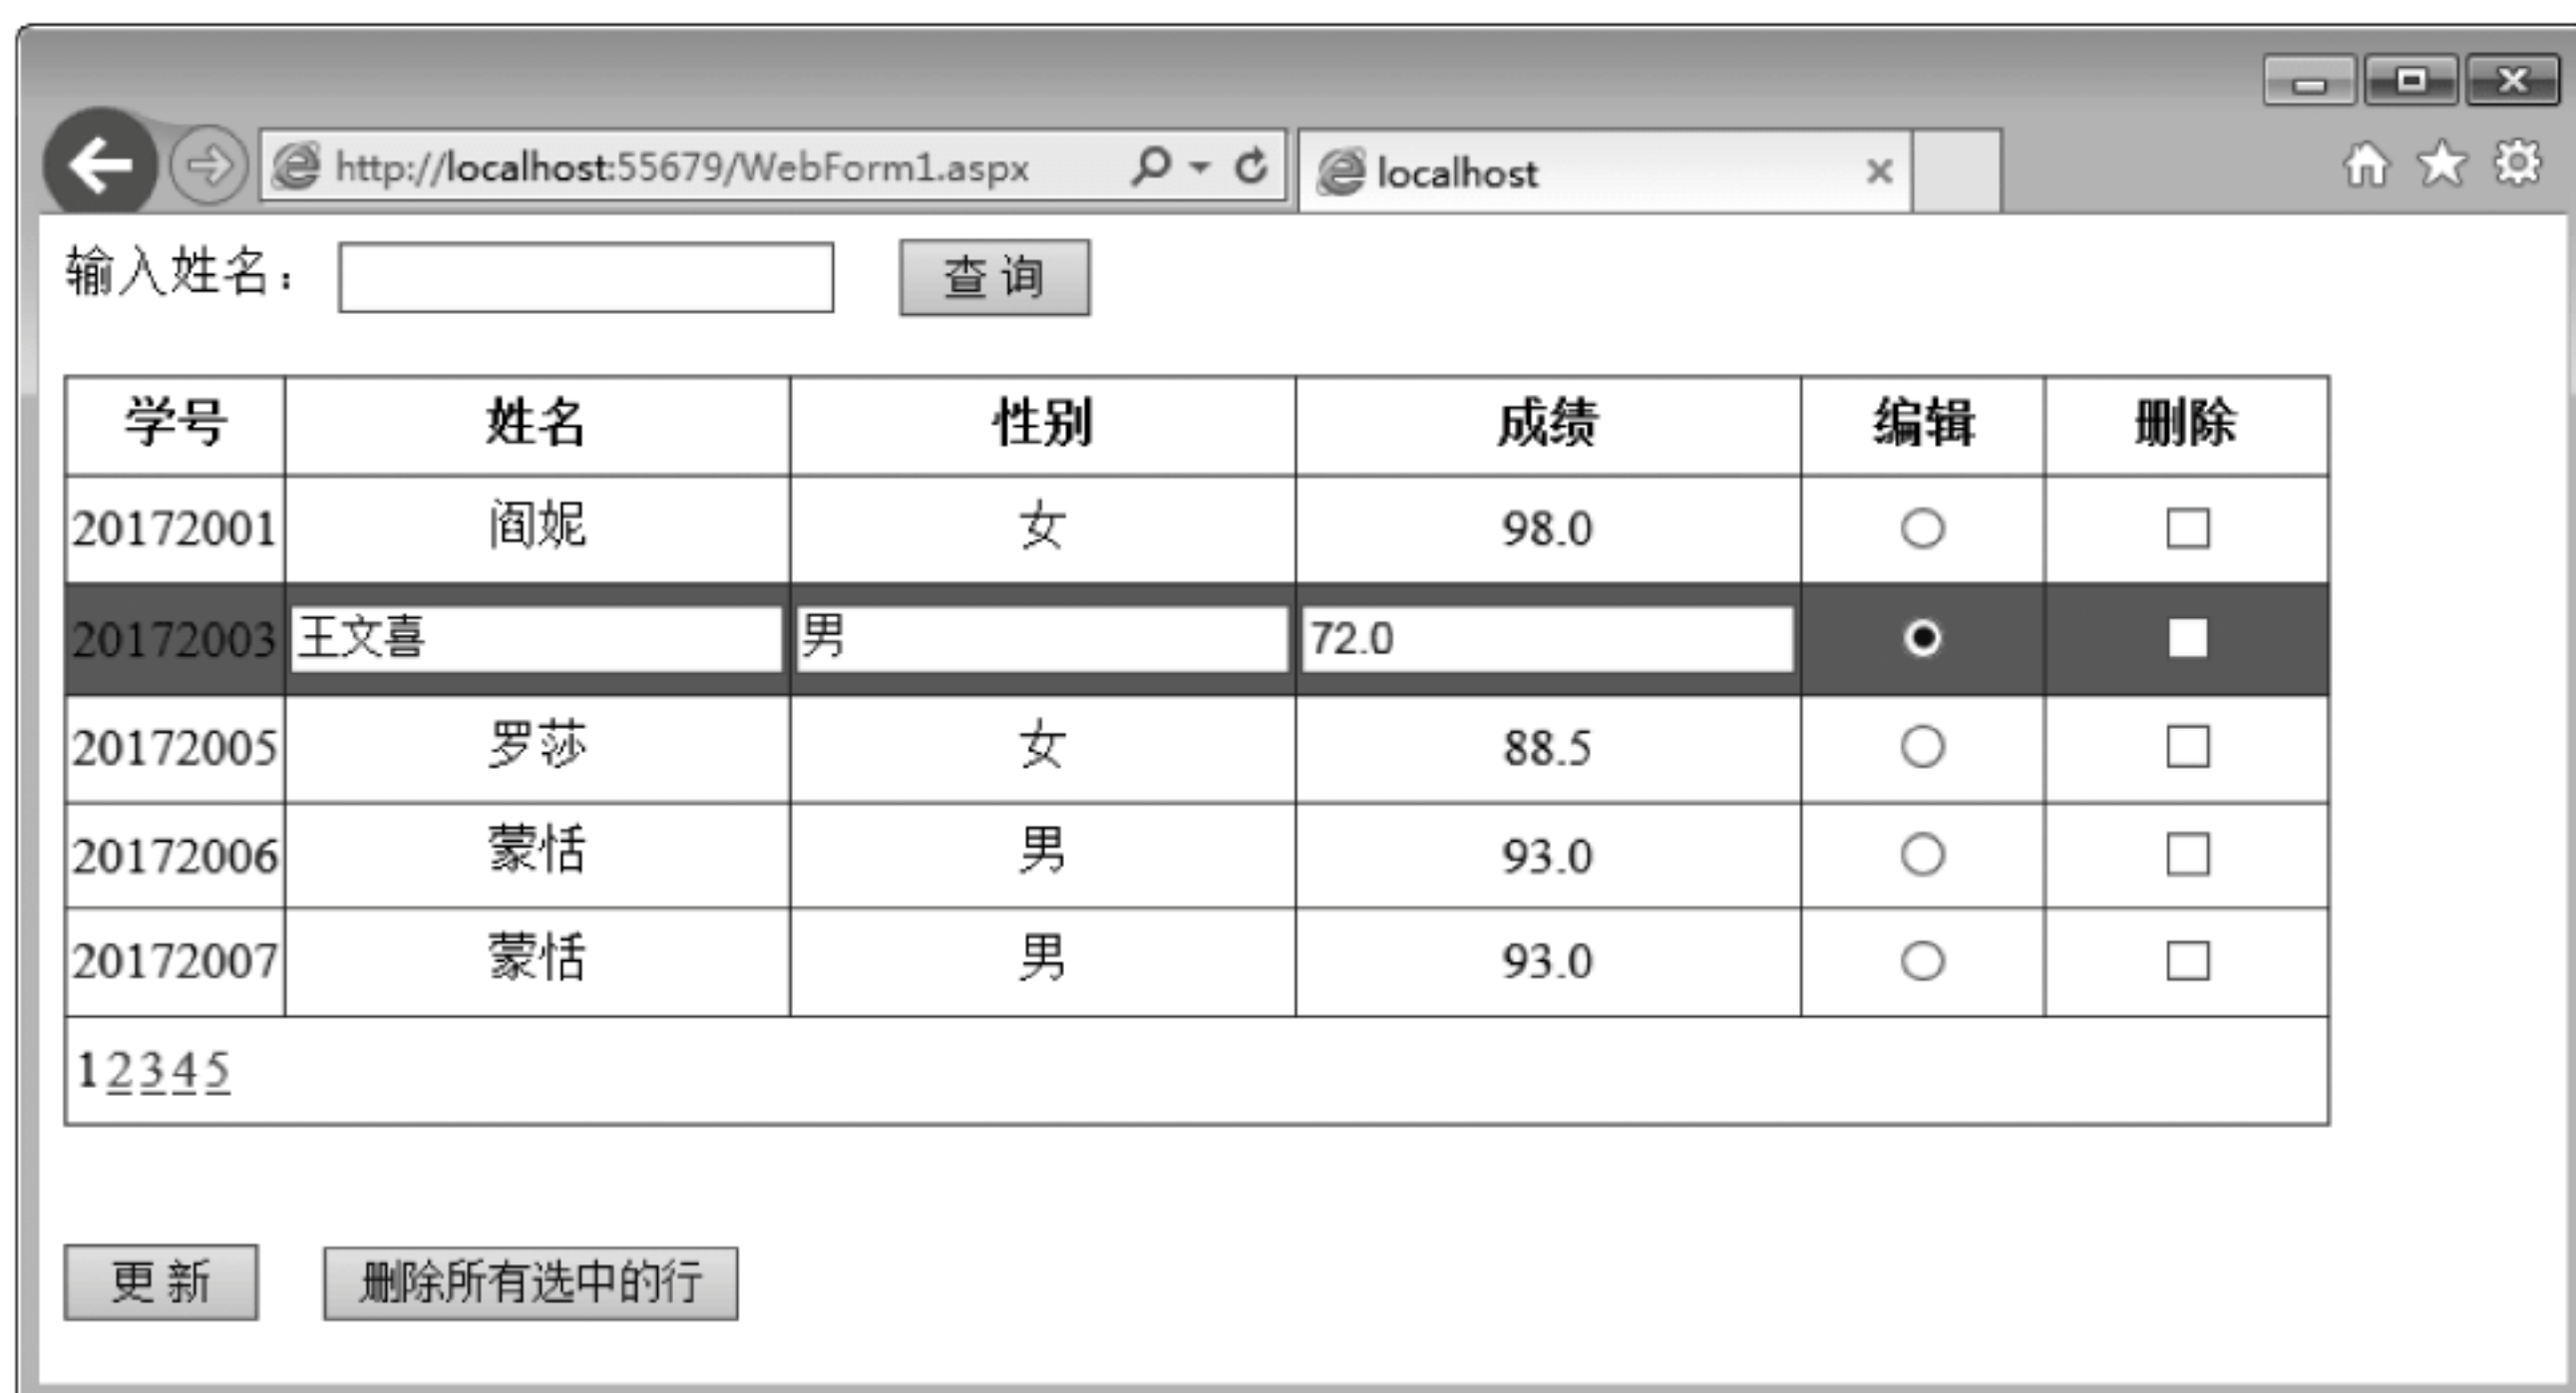 http://localhost:55679/WebForm1.aspx localhost
输入姓名： 查 询
学号 姓名 性别 成绩 编辑 删除
20172001 阎妮 女 98.0
20172003 王文喜 男 72.0
20172005 罗莎 女 88.5
20172006 蒙恬 男 93.0
20172007 蒙恬 男 93.0
1 2 3 4 5
更 新 删除所有选中的行